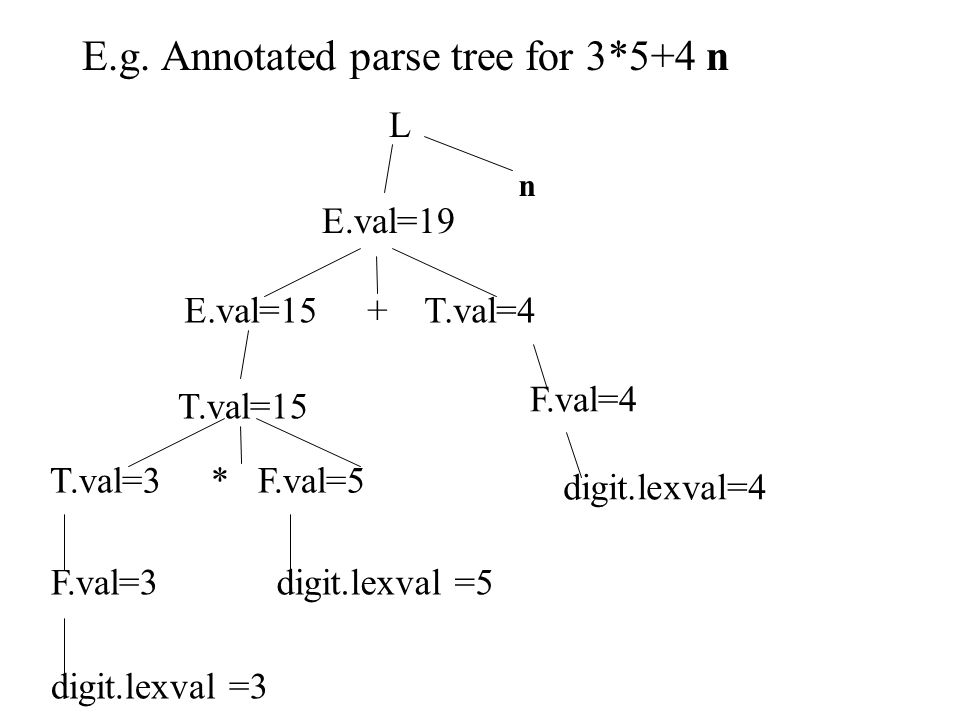 E.g. Annotated parse tree for 3*5+4 n
L
n
E.val=19
E.val=15 + T.val=4
T.val=15
F.val=4
T.val=3 * F.val=5
digit.lexval=4
F.val=3 digit.lexval =5
digit.lexval =3